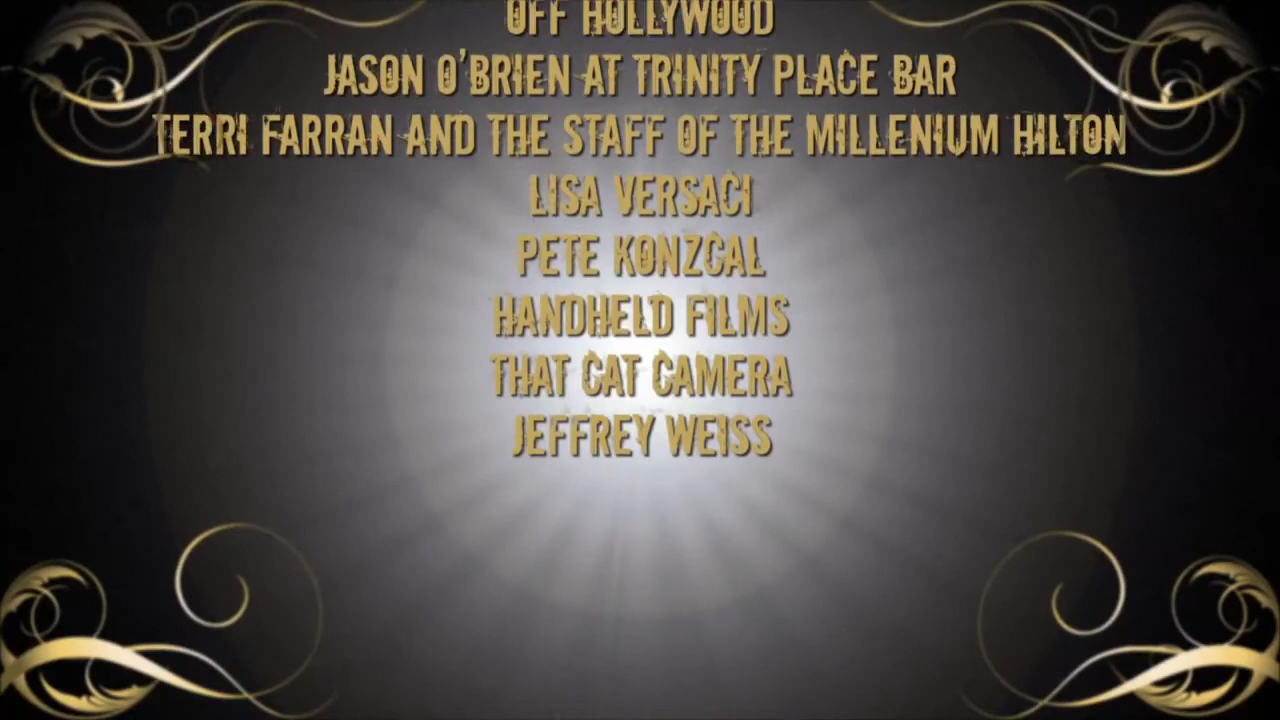 OFF HOLLYWOOD
JASON O'BRIEN AT TRINITY PLACE BAR
TERRI FARRAN AND THE STAFF OF THE MILLENIUM HILTON
LISA VERSACI
PETE KONZCAL
HANDHELD FILMS
THAT CAT CAMERA
JEFFREY WEISS